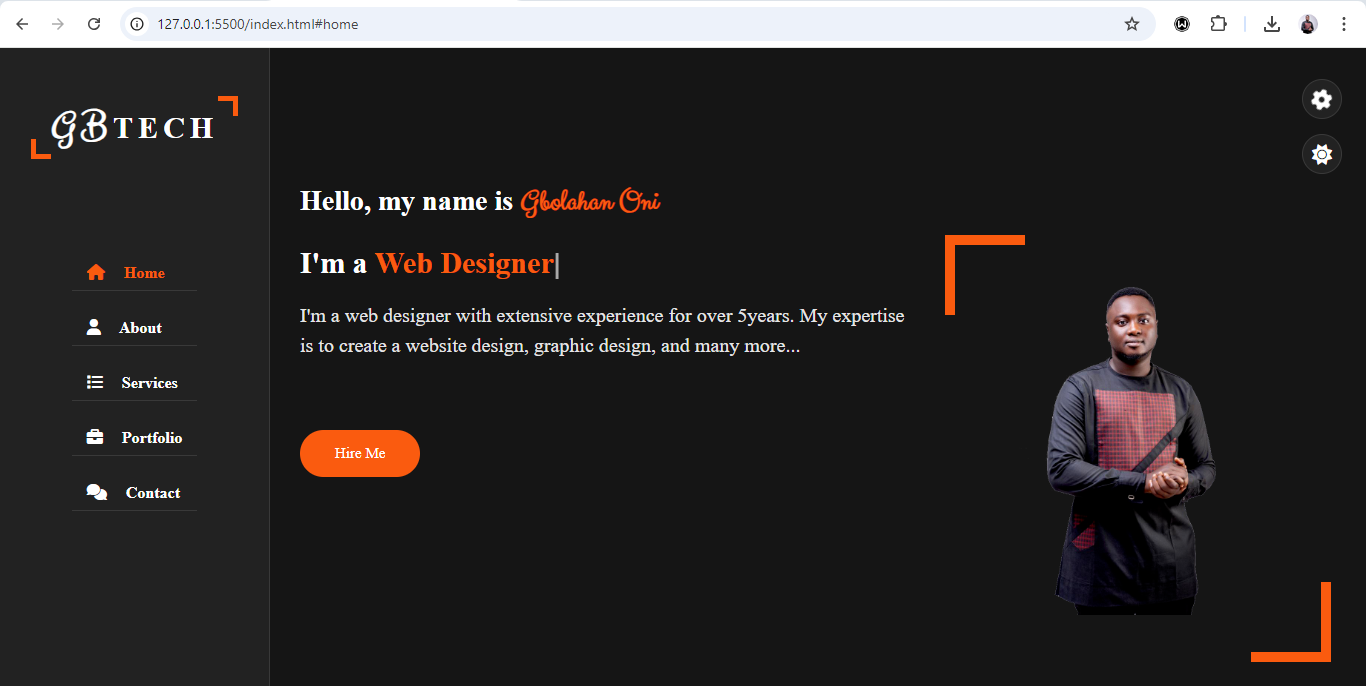 127.0.0.1:5500/index.html#home
GBTECH
Home
About
Services
Portfolio
Contact
Hello, my name is Gbolahan Oni
I'm a Web Designer|
I'm a web designer with extensive experience for over 5years. My expertise
is to create a website design, graphic design, and many more...
Hire Me